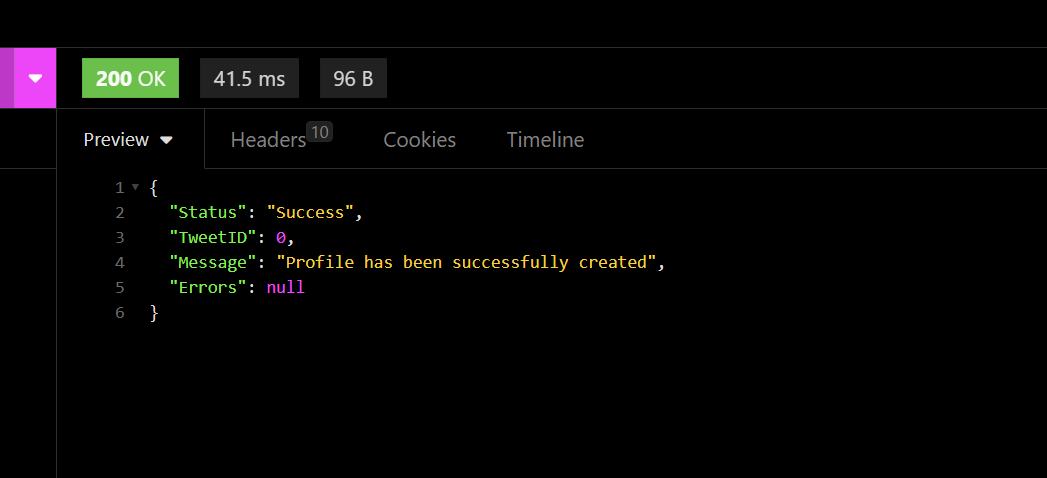 200 OK 41.5 ms 96 B
Preview Headers 10 Cookies Timeline
1 {
2 "Status": "Success",
3 "TweetID": 0,
4 "Message": "Profile has been successfully created",
5 "Errors": null
6 }